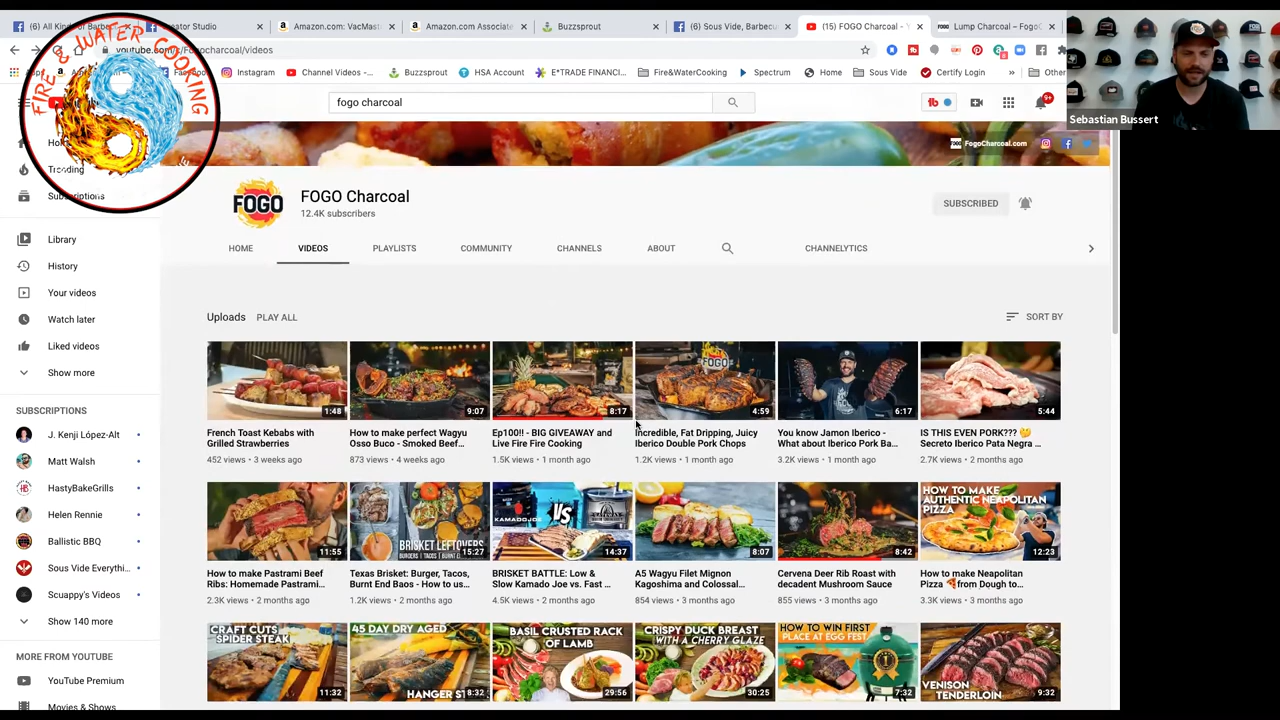 (6) All Kinds of Barbe
eator Studio
Amazon.com: VacMast
Amazon.com Associate
Buzzsprout
(6) Sous Vide, Barbecu
(15) FOGO Charcoal - Y
Lump Charcoal – FogoC
youtube.com/c/Fogocharcoal/videos
Instagram
Channel Videos -...
Buzzsprout
HSA Account
E*TRADE FINANCI...
Fire&WaterCooking
Spectrum
Home
Sous Vide
Certify Login
»
Other
FIRE & WATER COOKING
Sebastian Bussert
fogo charcoal
9+
FogoCharcoal.com
Trending
Subscriptions
Library
History
Your videos
Watch later
Liked videos
Show more
SUBSCRIPTIONS
J. Kenji López-Alt
Matt Walsh
HastyBakeGrills
Helen Rennie
Ballistic BBQ
Sous Vide Everythi...
Scuappy's Videos
Show 140 more
MORE FROM YOUTUBE
YouTube Premium
Movies & Shows
FOGO
FOGO Charcoal
12.4K subscribers
SUBSCRIBED
HOME
VIDEOS
PLAYLISTS
COMMUNITY
CHANNELS
ABOUT
CHANNELYTICS
Uploads
PLAY ALL
SORT BY
1:48
French Toast Kebabs with
Grilled Strawberries
452 views • 3 weeks ago
9:07
How to make perfect Wagyu
Osso Buco - Smoked Beef...
873 views • 4 weeks ago
8:17
Ep100!! - BIG GIVEAWAY and
Live Fire Fire Cooking
1.5K views • 1 month ago
FOGO
4:59
Incredible, Fat Dripping, Juicy
Iberico Double Pork Chops
1.2K views • 1 month ago
6:17
You know Jamon Iberico -
What about Iberico Pork Ba...
3.2K views • 1 month ago
5:44
IS THIS EVEN PORK??? 🤔
Secreto Iberico Pata Negra ...
2.7K views • 2 months ago
11:55
How to make Pastrami Beef
Ribs: Homemade Pastrami...
2.3K views • 2 months ago
BRISKET LEFTOVERS
BURGERS | TACOS | BURNT E
15:27
Texas Brisket: Burger, Tacos,
Burnt End Baos - How to us...
1.2K views • 2 months ago
KAMADOJOE
VS
14:37
BRISKET BATTLE: Low &
Slow Kamado Joe vs. Fast ...
4.5K views • 2 months ago
8:07
A5 Wagyu Filet Mignon
Kagoshima and Colossal...
854 views • 3 months ago
8:42
Cervena Deer Rib Roast with
decadent Mushroom Sauce
855 views • 3 months ago
HOW TO MAKE
AUTHENTIC NEAPOLITAN
PIZZA
12:23
How to make Neapolitan
Pizza 🍕from Dough to...
3.3K views • 3 months ago
CRAFT CUTS
SPIDER STEAK
11:32
45 DAY DRY AGED
HANGER ST
8:32
BASIL CRUSTED RACK
OF LAMB
29:56
CRISPY DUCK BREAST
WITH A CHERRY GLAZE
30:25
HOW TO WIN FIRST
PLACE AT EGG FEST
7:32
VENISON
TENDERLOIN
9:32